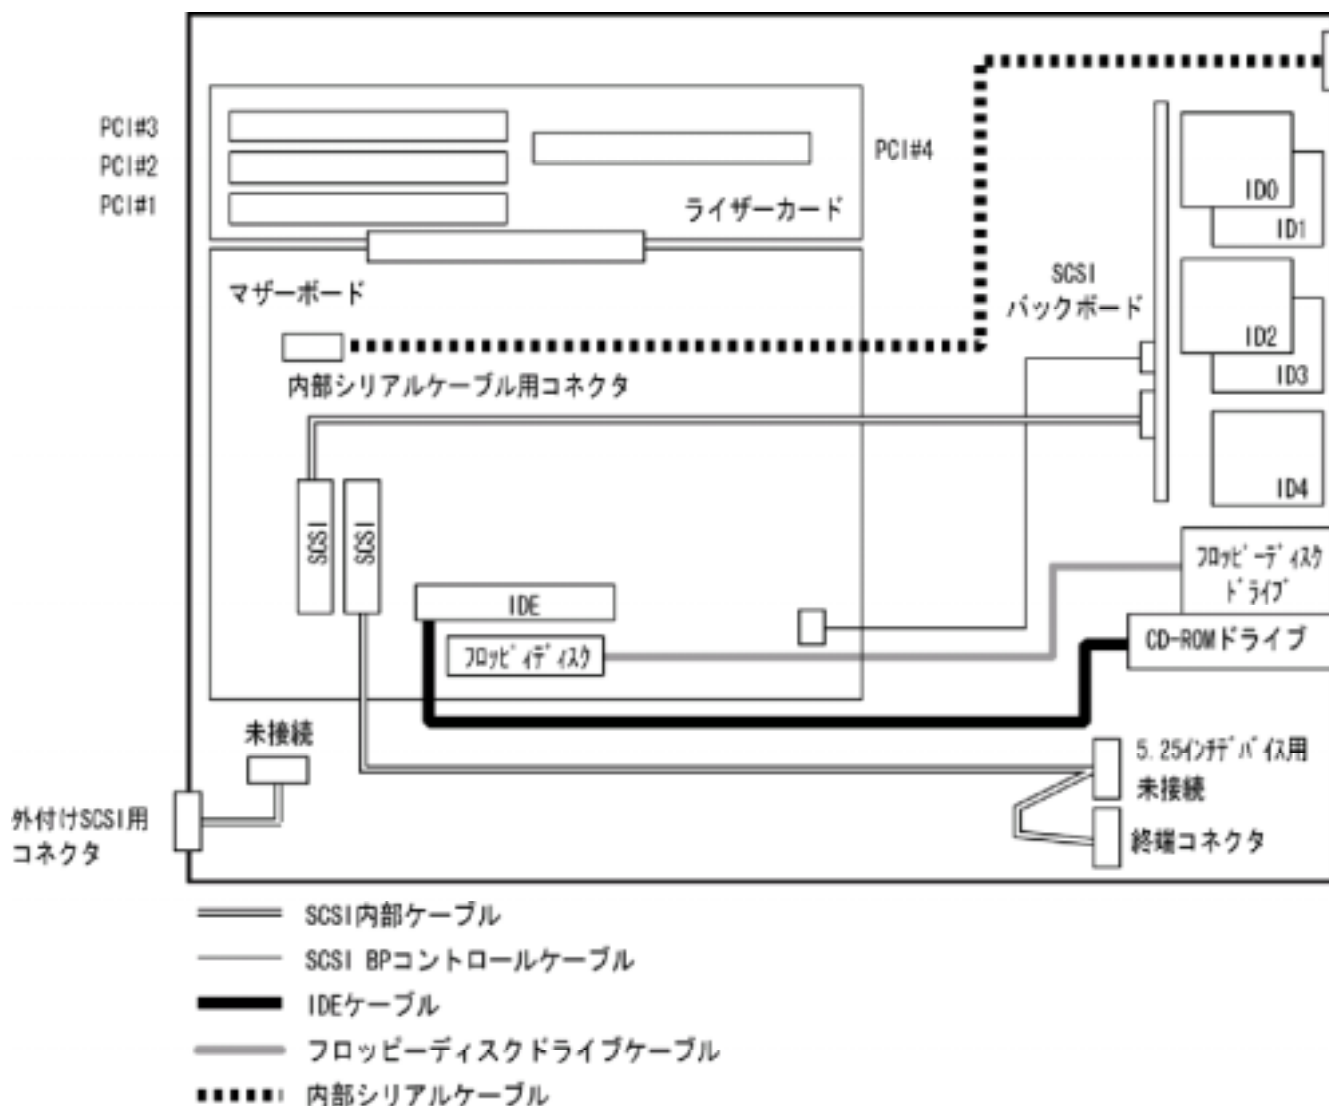 PCI#3
PCI#2
PCI#1
PCI#4
ライザーカード
マザーボード
内部シリアルケーブル用コネクタ
SCSI
バックボード
ID0
ID1
ID2
ID3
ID4
SCSI
SCSI
IDE
フロッピィディスク
フロッピーディスク
ドライブ
CD-ROMドライブ
未接続
外付けSCSI用
コネクタ
5.25インチデバイス用
未接続
終端コネクタ
SCSI内部ケーブル
SCSI BPコントロールケーブル
IDEケーブル
フロッピーディスクドライブケーブル
内部シリアルケーブル